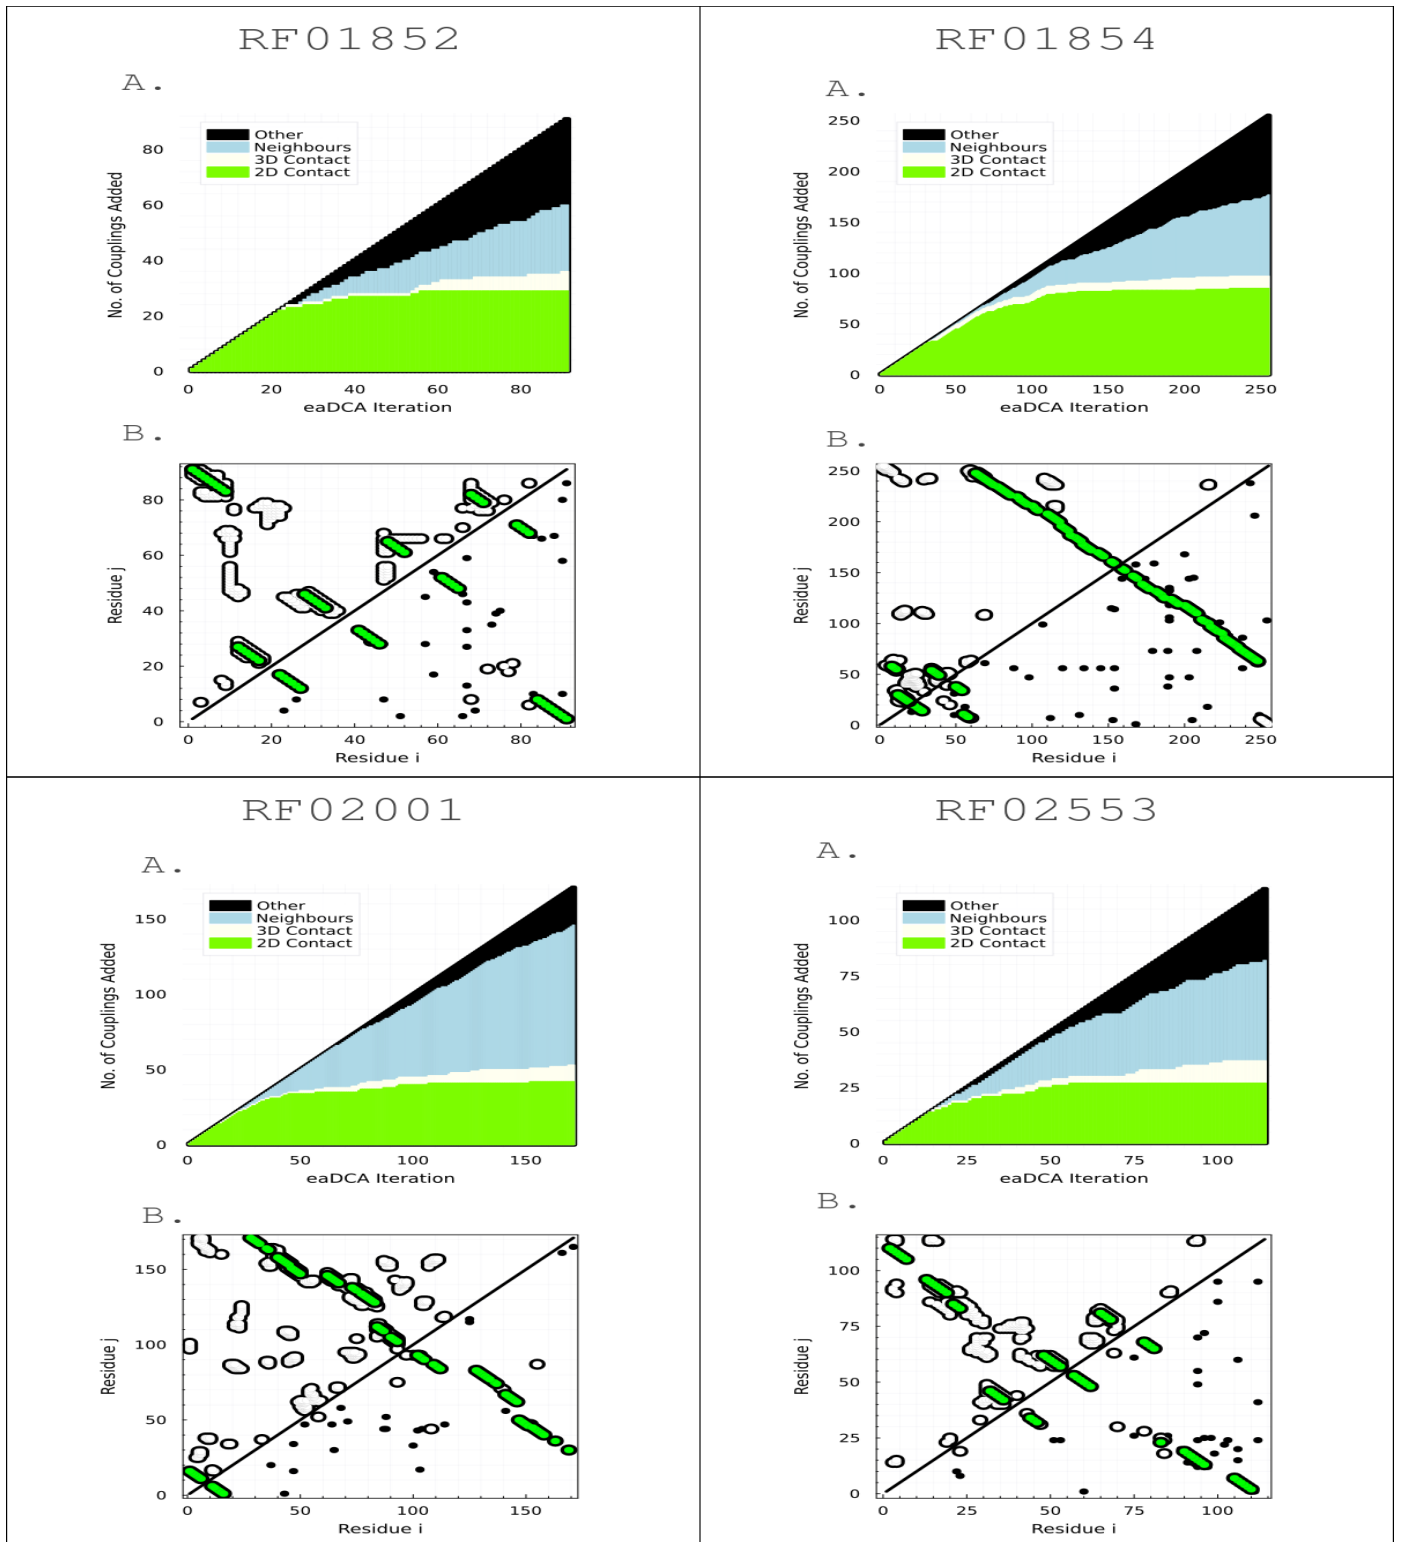 RF01852
A.
Other
Neighbours
3D Contact
2D Contact
No. of Couplings Added
80
60
40
20
0
0 20 40 60 80
eaDCA Iteration
B.
Residue j
80
60
40
20
0
0 20 40 60 80
Residue i
RF01854
A.
Other
Neighbours
3D Contact
2D Contact
No. of Couplings Added
250
200
150
100
50
0
0 50 100 150 200 250
eaDCA Iteration
B.
Residue j
250
200
150
100
50
0
0 50 100 150 200 250
Residue i
RF02001
A.
Other
Neighbours
3D Contact
2D Contact
No. of Couplings Added
150
100
50
0
0 50 100 150
eaDCA Iteration
B.
Residue j
150
100
50
0
0 50 100 150
Residue i
RF02553
A.
Other
Neighbours
3D Contact
2D Contact
No. of Couplings Added
100
75
50
25
0
0 25 50 75 100
eaDCA Iteration
B.
Residue j
100
75
50
25
0
0 25 50 75 100
Residue i